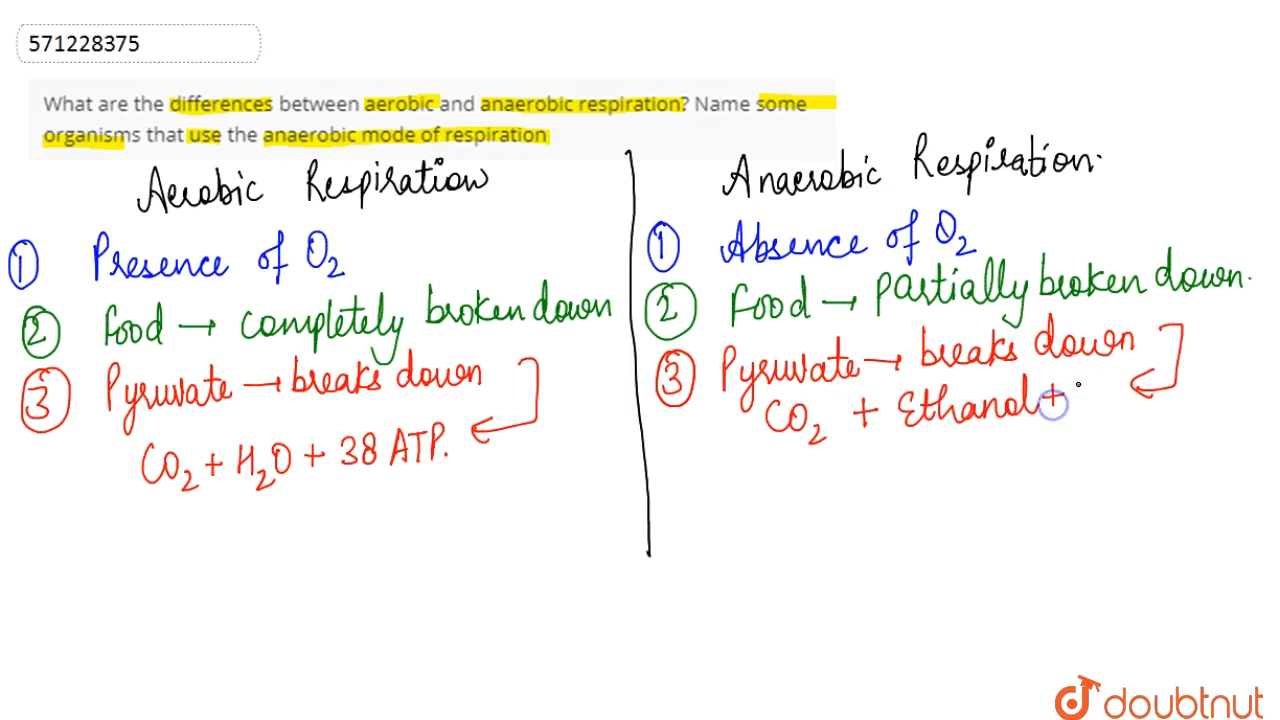 571228375
What are the differences between aerobic and anaerobic respiration? Name some
organisms that use the anaerobic mode of respiration
Aerobic Respiration
① Presence of O2
② Food → completely broken down
③ Pyruvate → breaks down
CO2 + H2O + 38 ATP.
Anaerobic Respiration.
① Absence of O2
② Food → partially broken down.
③ Pyruvate → breaks down
CO2 + Ethanol +
doubtnut